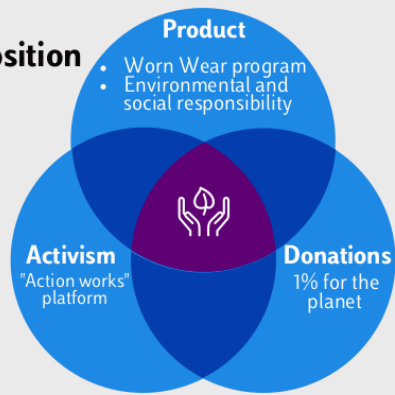 Product
osition
• Worn Wear program
• Environmental and
social responsibility
Activism
"Action works"
platform
Donations
1% for the
planet